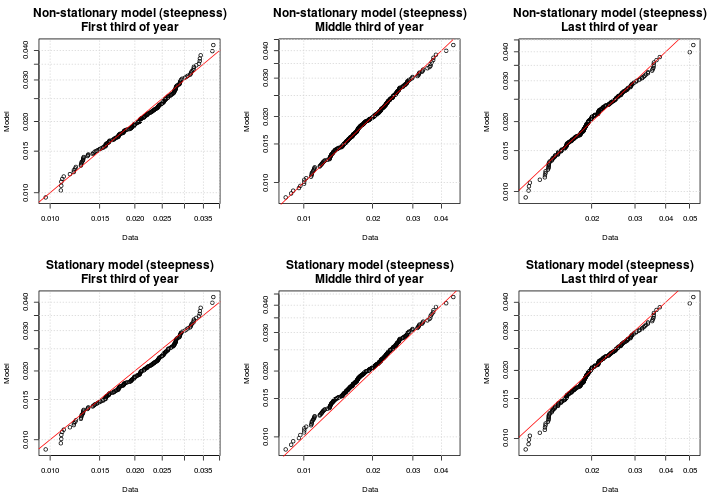 Non-stationary model (steepness)
First third of year
Non-stationary model (steepness)
Middle third of year
Non-stationary model (steepness)
Last third of year
Model
0.010 0.015 0.020 0.030 0.040
0.010 0.015 0.020 0.025 0.035
Data
Model
0.010 0.015 0.020 0.030 0.040
0.01 0.02 0.03 0.04
Data
Model
0.010 0.015 0.020 0.030 0.040
0.02 0.03 0.04 0.05
Data
Stationary model (steepness)
First third of year
Stationary model (steepness)
Middle third of year
Stationary model (steepness)
Last third of year
Model
0.010 0.015 0.020 0.030 0.040
0.010 0.015 0.020 0.025 0.035
Data
Model
0.010 0.015 0.020 0.030 0.040
0.01 0.02 0.03 0.04
Data
Model
0.010 0.015 0.020 0.030 0.040
0.02 0.03 0.04 0.05
Data